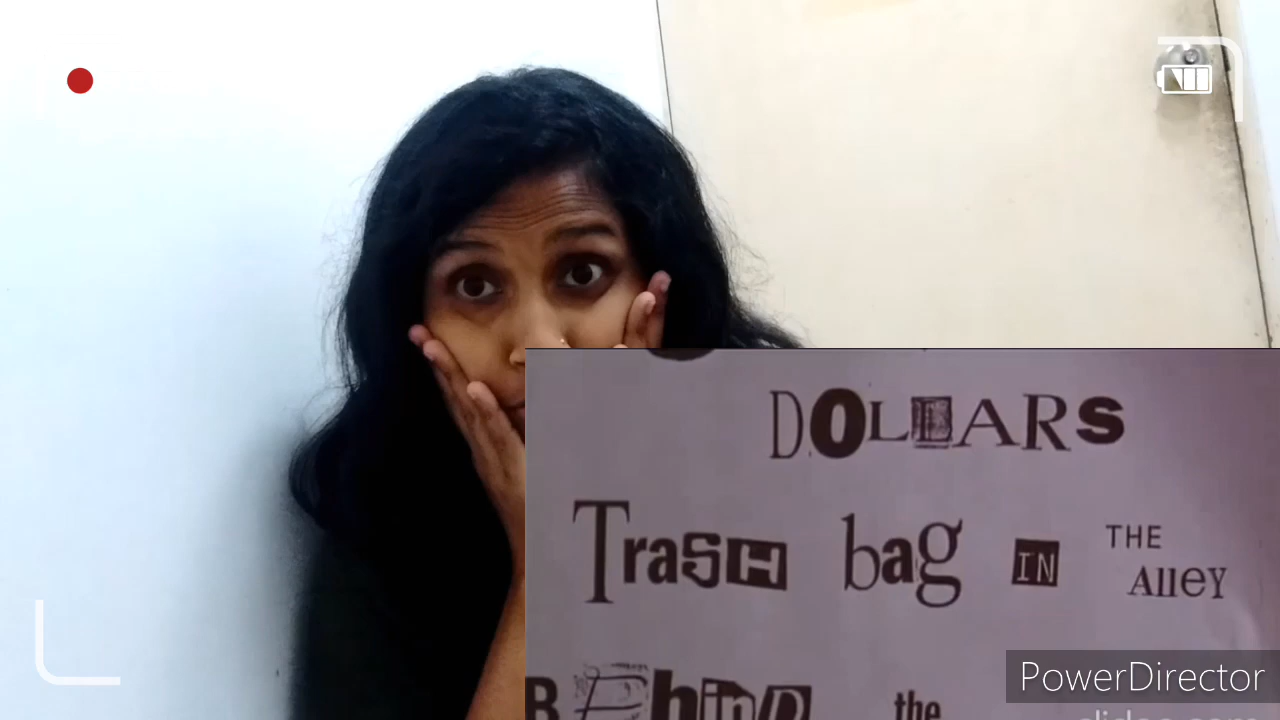 DOLLARS
Trash bag IN THE Alley
BEhinD the
PowerDirector